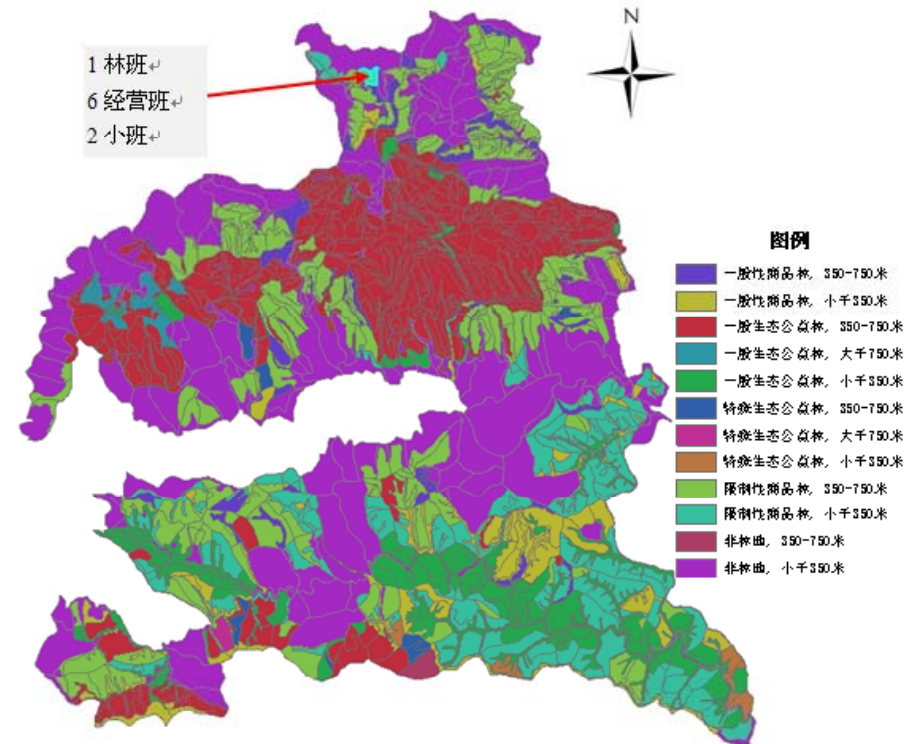 N
1 林班↵
6 经营班↵
2 小班↵
图例
一般性商品林，350-750米
一般性商品林，小于350米
一般生态公益林，350-750米
一般生态公益林，大于750米
一般生态公益林，小于350米
特殊生态公益林，350-750米
特殊生态公益林，大于750米
特殊生态公益林，小于350米
限制性商品林，350-750米
限制性商品林，小于350米
非林地，350-750米
非林地，小于350米